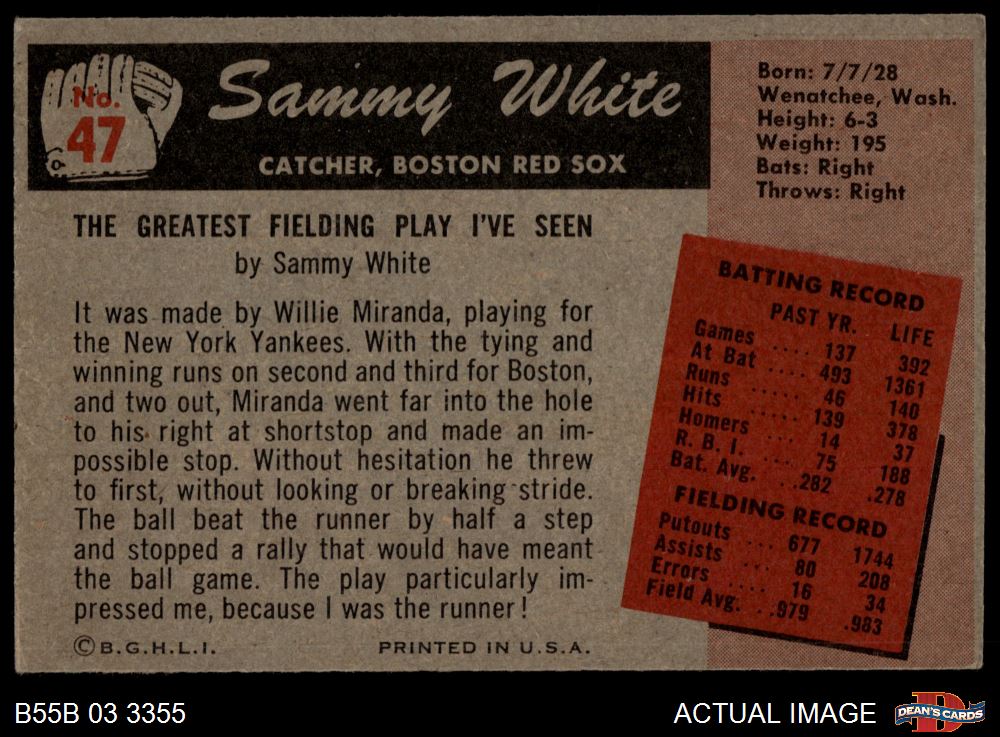 No.
47
Sammy White
CATCHER, BOSTON RED SOX
Born: 7/7/28
Wenatchee, Wash.
Height: 6-3
Weight: 195
Bats: Right
Throws: Right
THE GREATEST FIELDING PLAY I'VE SEEN
by Sammy White
It was made by Willie Miranda, playing for
the New York Yankees. With the tying and
winning runs on second and third for Boston,
and two out, Miranda went far into the hole
to his right at shortstop and made an im-
possible stop. Without hesitation he threw
to first, without looking or breaking stride.
The ball beat the runner by half a step
and stopped a rally that would have meant
the ball game. The play particularly im-
pressed me, because I was the runner!
©B.G.H.L.I. PRINTED IN U.S.A.
BATTING RECORD
PAST YR. LIFE
Games .... 137 392
At Bat .... 493 1361
Runs ..... 46 140
Hits ..... 139 378
Homers ... 14 37
R. B. I. ... 75 188
Bat. Avg. .282 .278
FIELDING RECORD
Putouts ... 677 1744
Assists ... 80 208
Errors .... 16 34
Field Avg. .979 .983
B55B 03 3355
ACTUAL IMAGE
DEAN'S CARDS